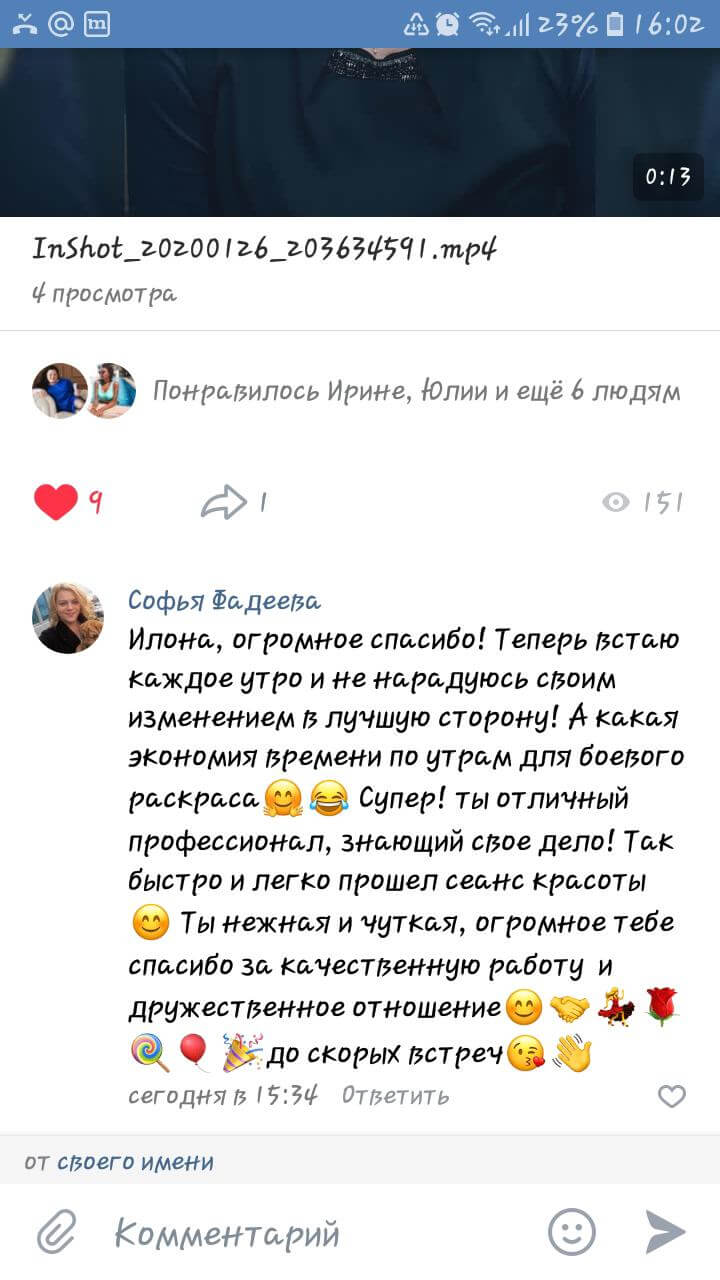 23% 16:02
0:13
InShot_20200126_203634591.mp4
4 просмотра
Понравилось Ирине, Юлии и ещё 6 людям
9 1 151
Софья Фадеева
Илона, огромное спасибо! Теперь встаю
каждое утро и не нарадуюсь своим
изменением в лучшую сторону! А какая
экономия времени по утрам для боевого
раскраса🤗😂 Супер! ты отличный
профессионал, знающий свое дело! Так
быстро и легко прошел сеанс красоты
😊 Ты нежная и чуткая, огромное тебе
спасибо за качественную работу и
дружественное отношение😊🤝💃🌹
🍭🎈🎉до скорых встреч😘👋
сегодня в 15:34 Ответить
от своего имени
Комментарий